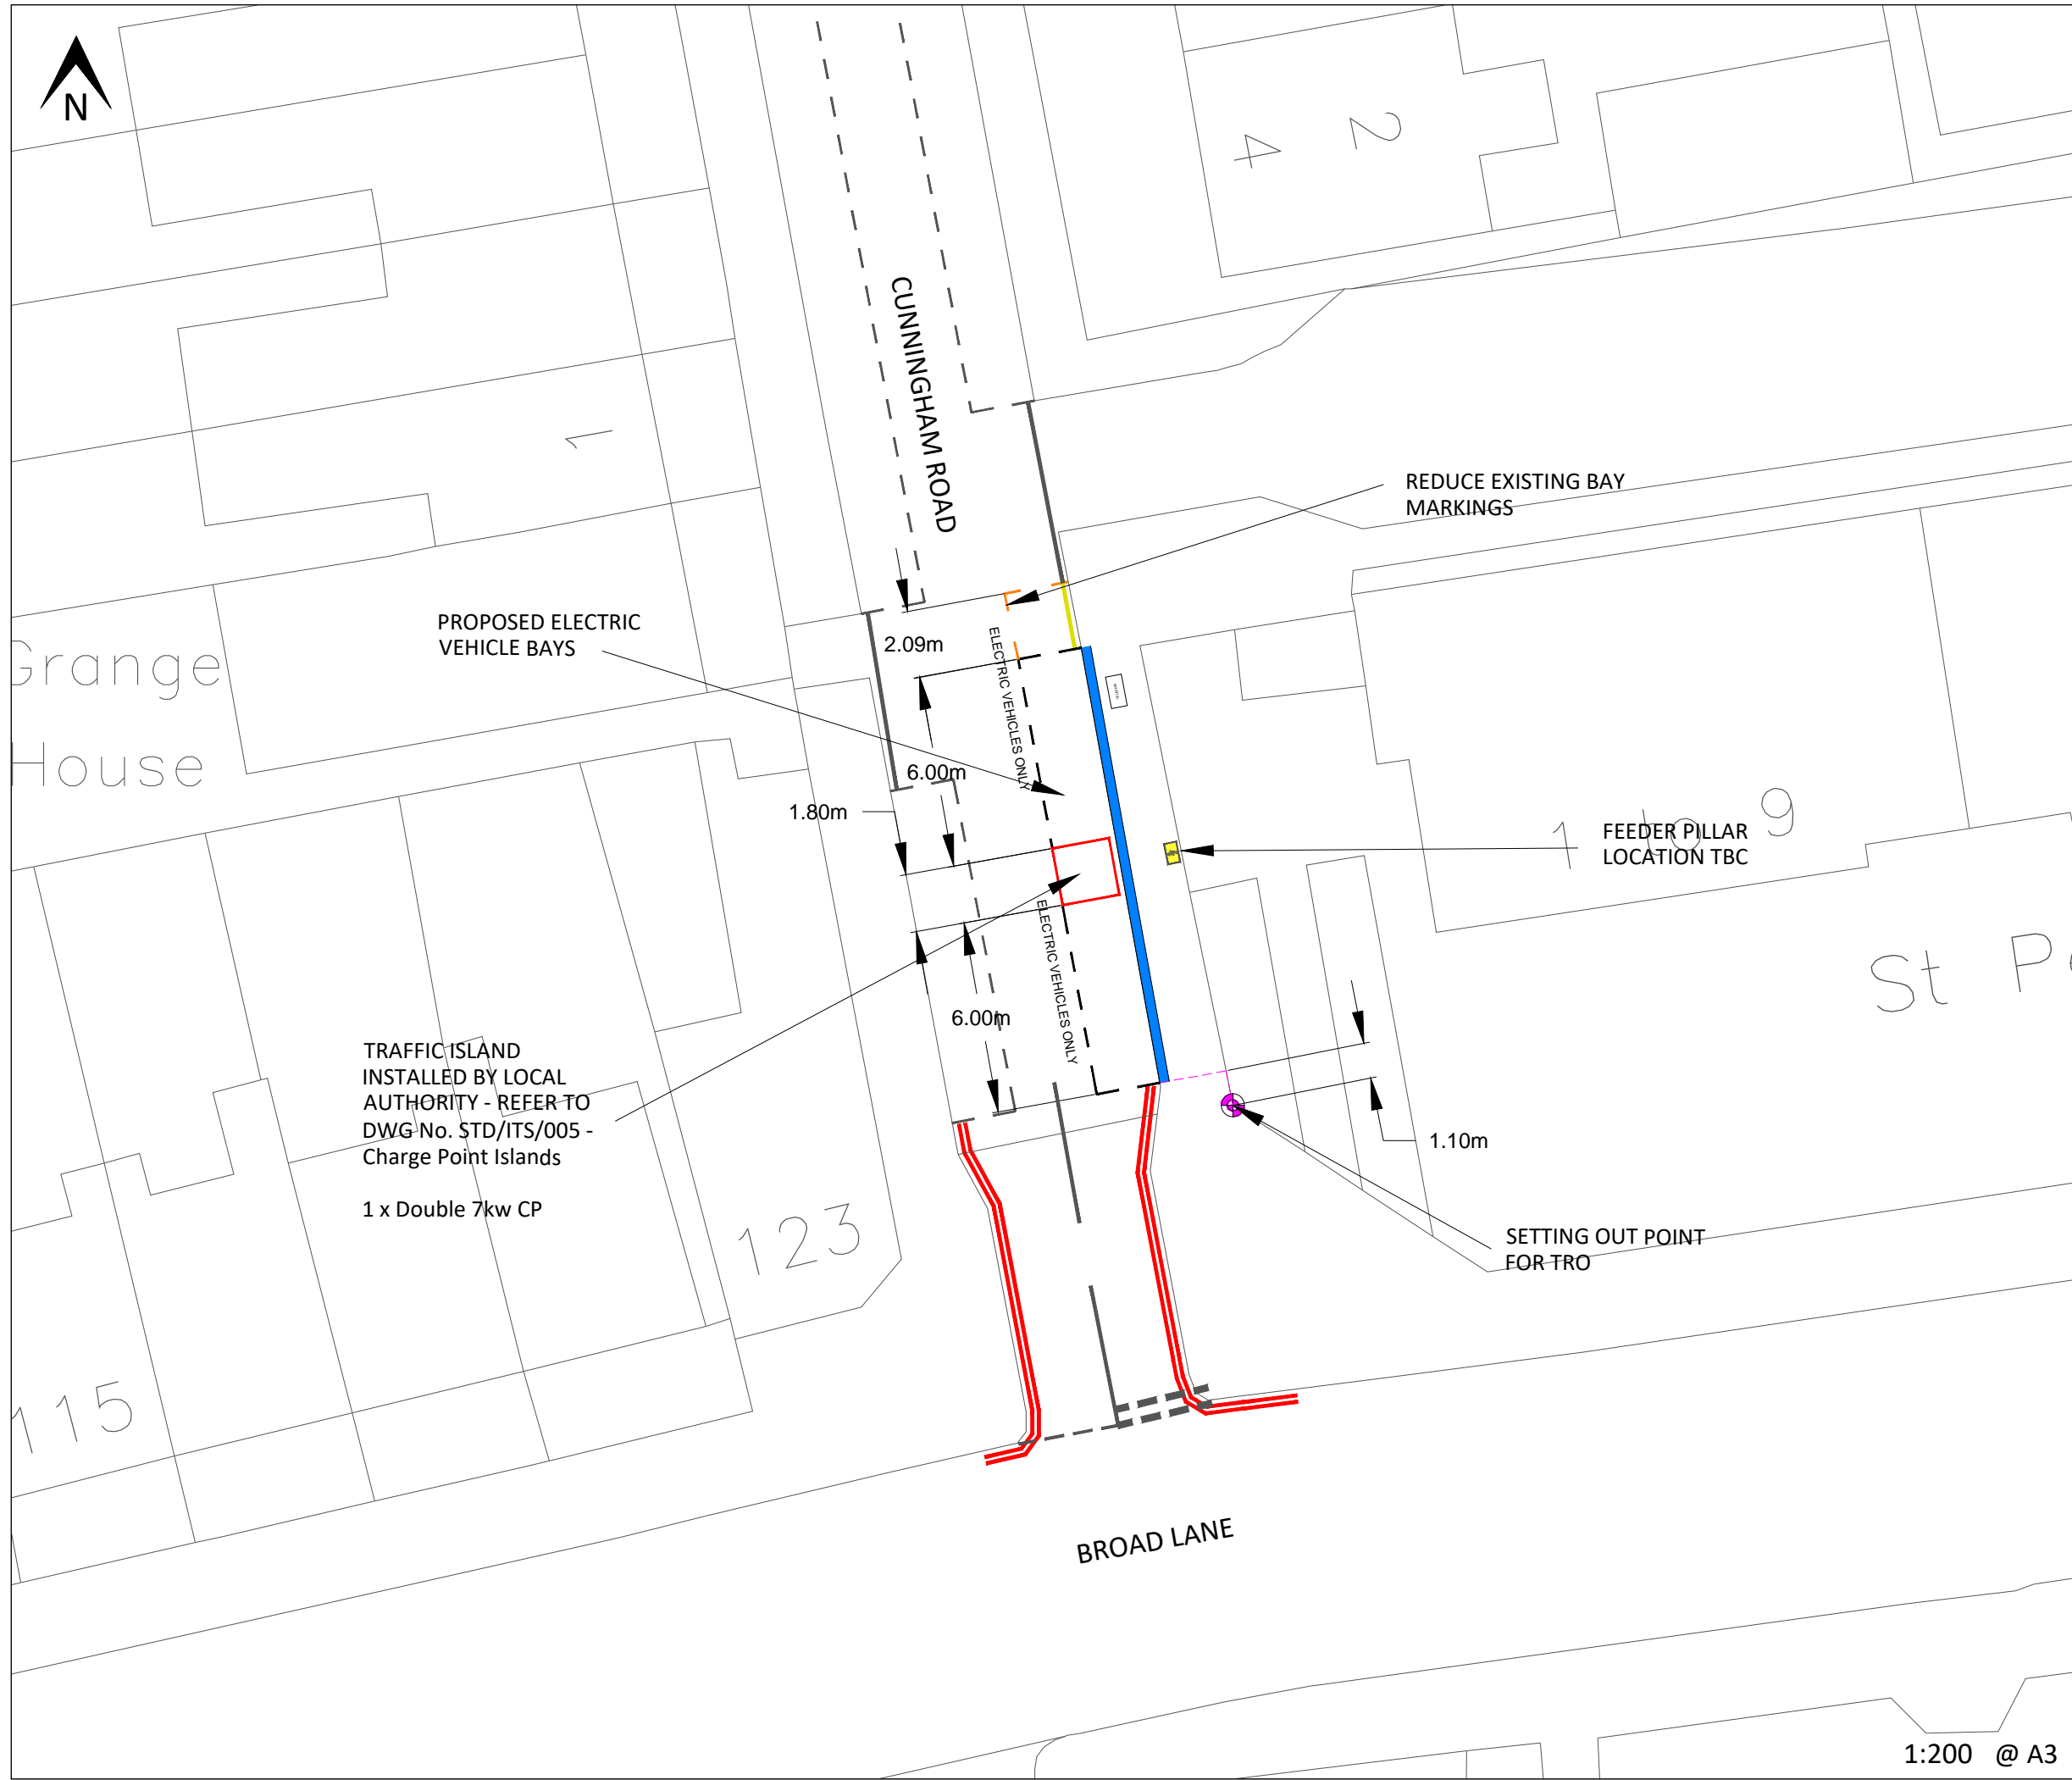 N
4
2
CUNNINGHAM ROAD
1
REDUCE EXISTING BAY
MARKINGS
PROPOSED ELECTRIC
VEHICLE BAYS
2.09m
ELECTRIC VEHICLES ONLY
Grange
House
6.00m
1.80m
1 to 9
FEEDER PILLAR
LOCATION TBC
ELECTRIC VEHICLES ONLY
St P
6.00m
TRAFFIC ISLAND
INSTALLED BY LOCAL
AUTHORITY - REFER TO
DWG No. STD/ITS/005 -
Charge Point Islands
1 x Double 7kw CP
1.10m
123
SETTING OUT POINT
FOR TRO
115
BROAD LANE
1:200 @ A3